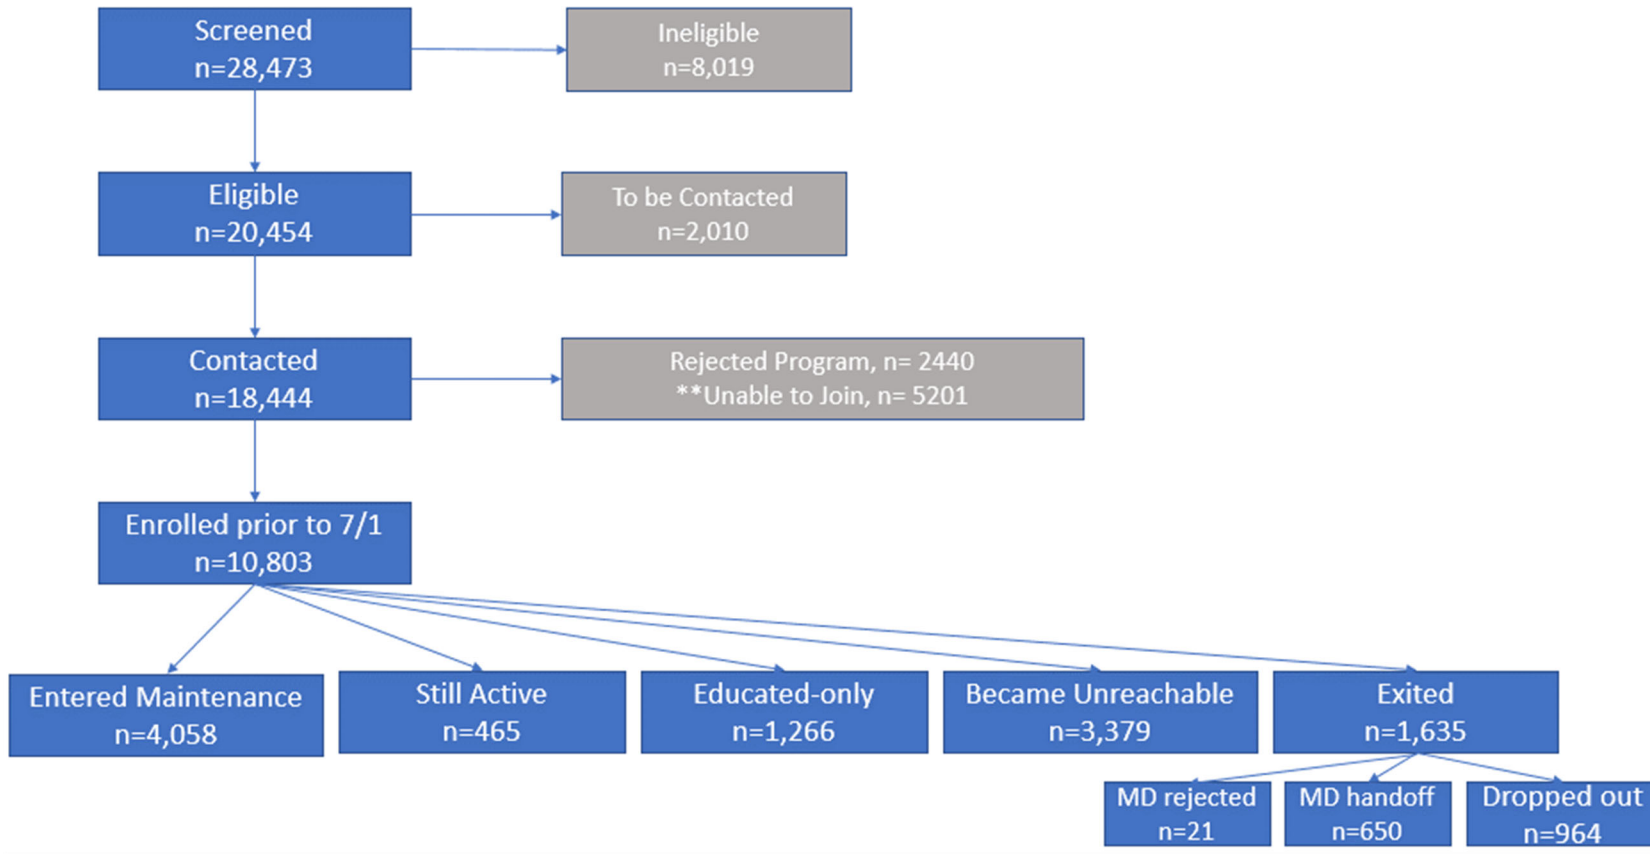 Screened
n=28,473
Ineligible
n=8,019
Eligible
n=20,454
To be Contacted
n=2,010
Contacted
n=18,444
Rejected Program, n= 2440
**Unable to Join, n= 5201
Enrolled prior to 7/1
n=10,803
Entered Maintenance
n=4,058
Still Active
n=465
Educated-only
n=1,266
Became Unreachable
n=3,379
Exited
n=1,635
MD rejected
n=21
MD handoff
n=650
Dropped out
n=964